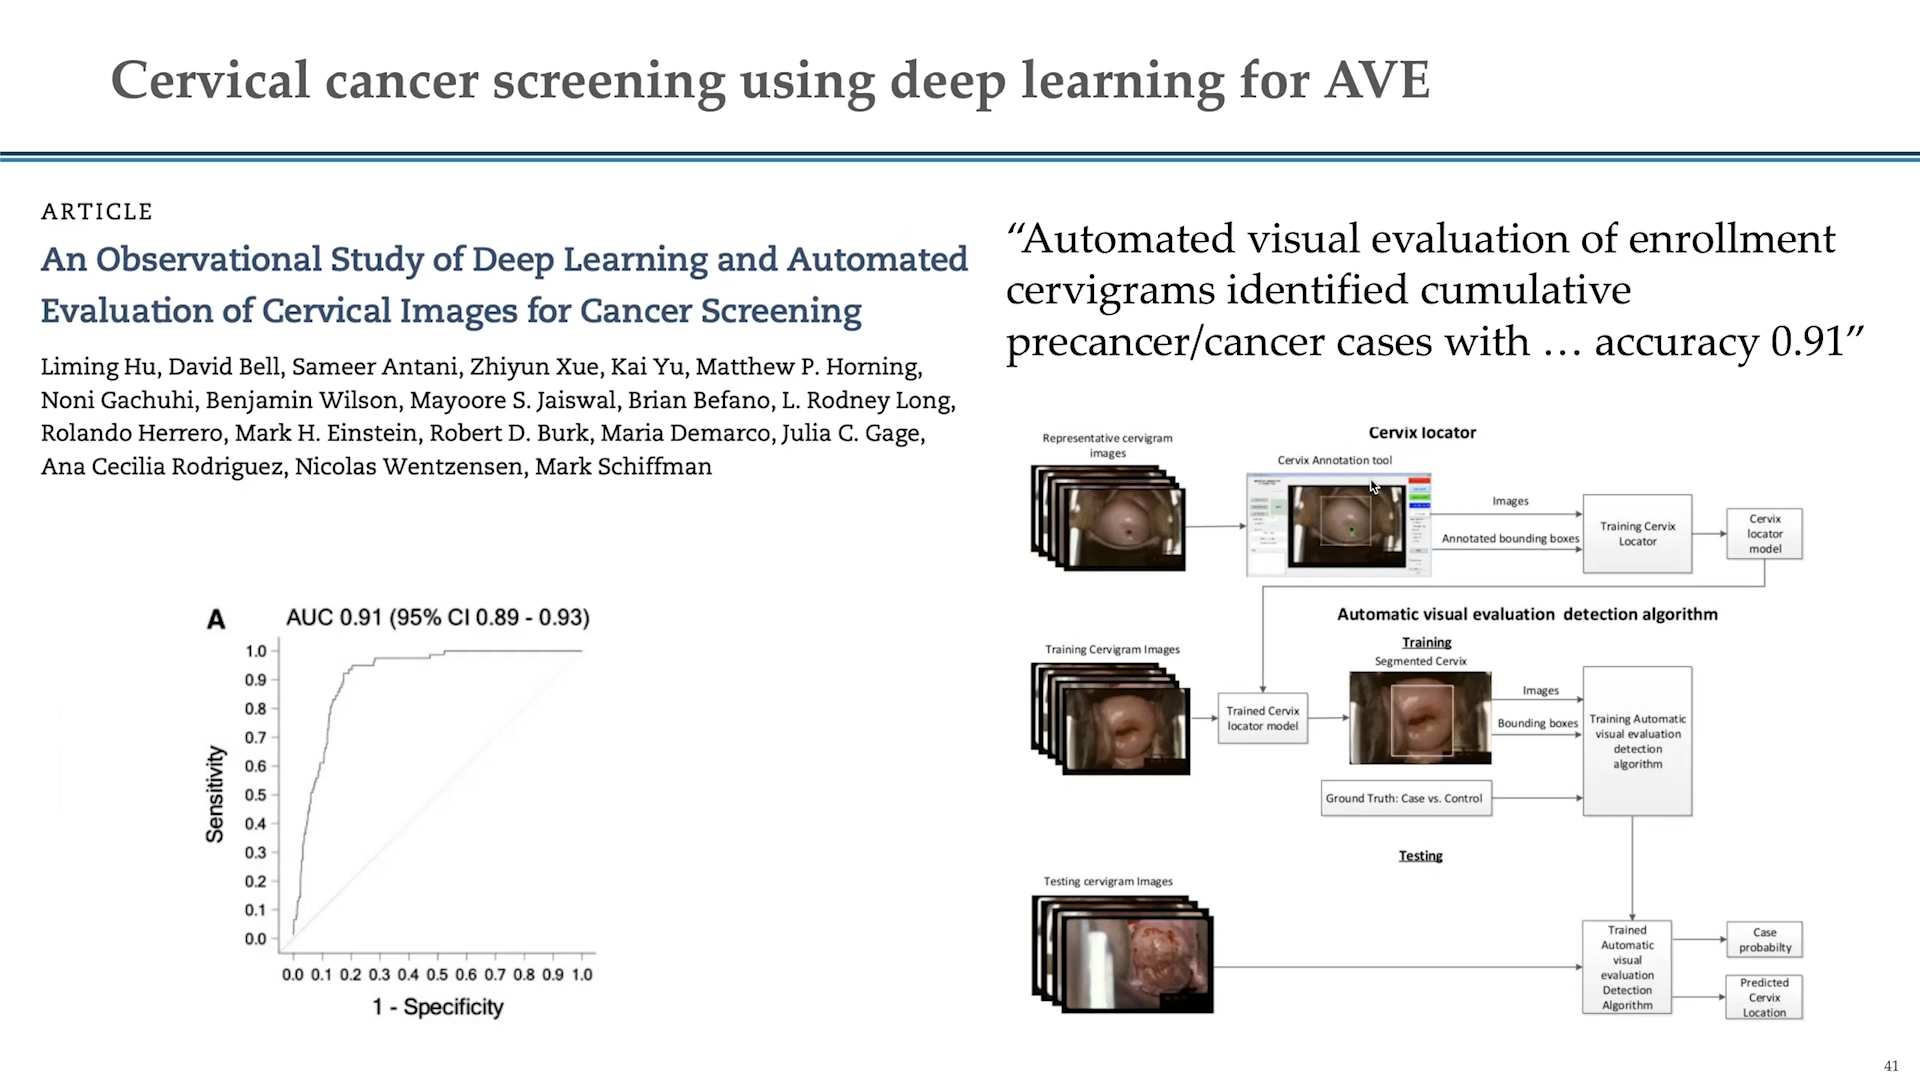 Cervical cancer screening using deep learning for AVE
ARTICLE
An Observational Study of Deep Learning and Automated
Evaluation of Cervical Images for Cancer Screening
Liming Hu, David Bell, Sameer Antani, Zhiyun Xue, Kai Yu, Matthew P. Horning,
Noni Gachuhi, Benjamin Wilson, Mayoore S. Jaiswal, Brian Befano, L. Rodney Long,
Rolando Herrero, Mark H. Einstein, Robert D. Burk, Maria Demarco, Julia C. Gage,
Ana Cecilia Rodriguez, Nicolas Wentzensen, Mark Schiffman
“Automated visual evaluation of enrollment
cervigrams identified cumulative
precancer/cancer cases with … accuracy 0.91”
A
AUC 0.91 (95% CI 0.89 - 0.93)
Sensitivity
1.0
0.9
0.8
0.7
0.6
0.5
0.4
0.3
0.2
0.1
0.0
0.0 0.1 0.2 0.3 0.4 0.5 0.6 0.7 0.8 0.9 1.0
1 - Specificity
Cervix locator
Representative cervigram
images
Cervix Annotation tool
Images
Annotated bounding boxes
Training Cervix
Locator
Cervix
locator
model
Automatic visual evaluation detection algorithm
Training
Training Cervigram Images
Trained Cervix
locator model
Segmented Cervix
Images
Bounding boxes
Ground Truth: Case vs. Control
Training Automatic
visual evaluation
detection
algorithm
Testing
Testing cervigram Images
Trained
Automatic
visual
evaluation
Detection
Algorithm
Case
probabilty
Predicted
Cervix
Location
41